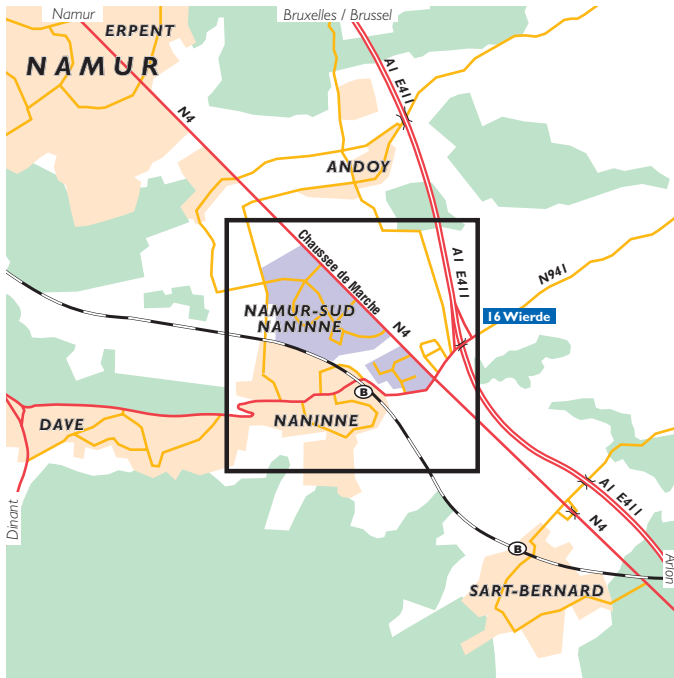 Namur
Bruxelles / Brussel
ERPENT
NAMUR
A1 E411
N4
ANDOY
Chaussee de Marche
A1 E411
N941
NAMUR-SUD
NANINNE
16 Wierde
N4
B
DAVE
NANINNE
A1 E411
Dinant
N4
B
Arlon
SART-BERNARD